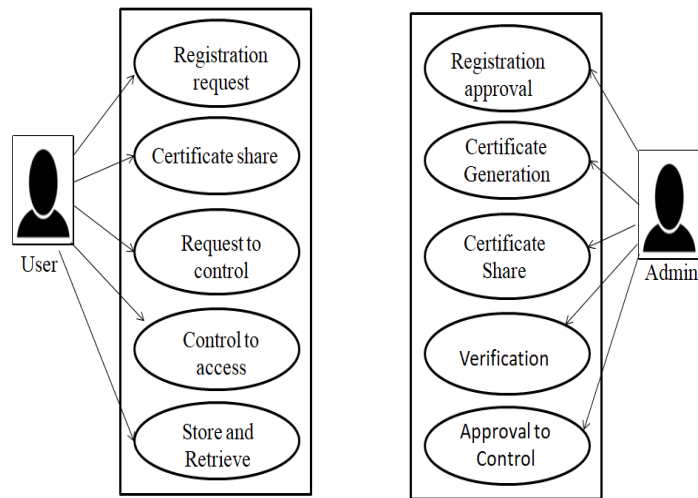 Registration
request
Certificate share
Request to
control
Control to
access
Store and
Retrieve
User
Registration
approval
Certificate
Generation
Certificate
Share
Verification
Approval to
Control
Admin